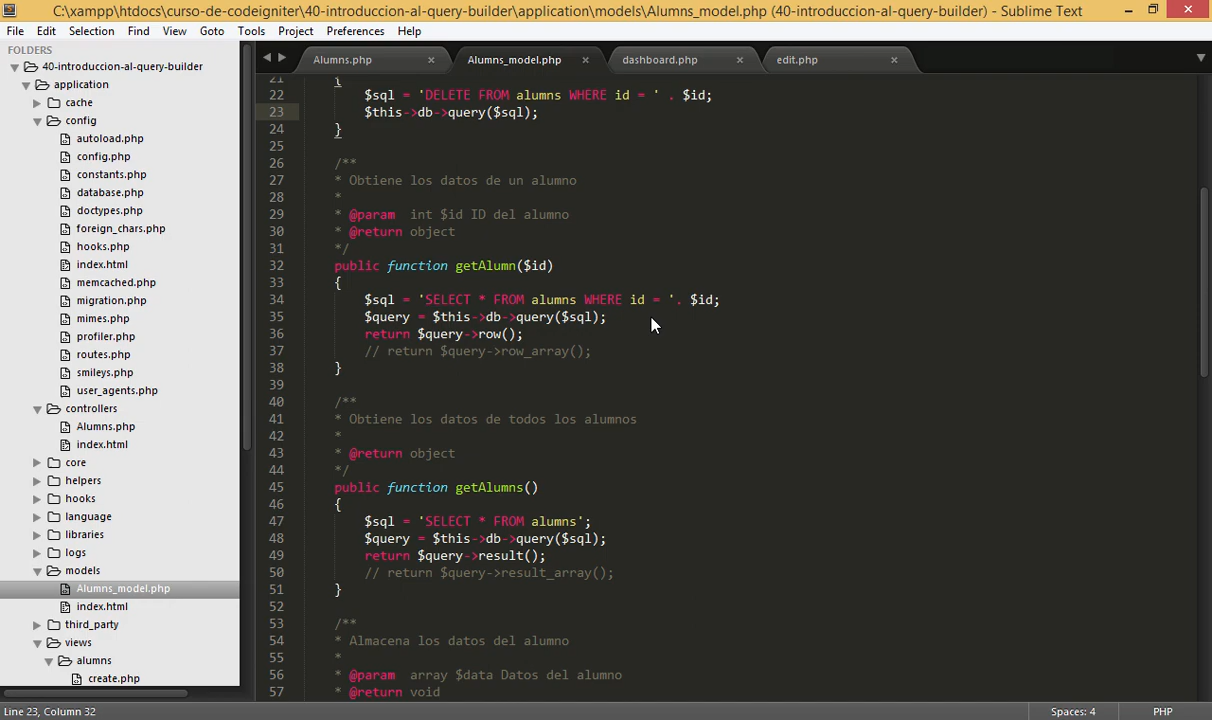 C:\xampp\htdocs\curso-de-codeigniter\40-introduccion-al-query-builder\application\models\Alumns_model.php (40-introduccion-al-query-builder) - Sublime Text
File Edit Selection Find View Goto Tools Project Preferences Help
FOLDERS
40-introduccion-al-query-builder
application
cache
config
autoload.php
config.php
constants.php
database.php
doctypes.php
foreign_chars.php
hooks.php
index.html
memcached.php
migration.php
mimes.php
profiler.php
routes.php
smileys.php
user_agents.php
controllers
Alumns.php
index.html
core
helpers
hooks
language
libraries
logs
models
Alumns_model.php
index.html
third_party
views
alumns
create.php
Alumns.php Alumns_model.php dashboard.php edit.php
21 {
22 $sql = 'DELETE FROM alumns WHERE id = ' . $id;
23 $this->db->query($sql);
24 }
25
26 /**
27 * Obtiene los datos de un alumno
28 *
29 * @param  int $id ID del alumno
30 * @return object
31 */
32 public function getAlumn($id)
33 {
34 $sql = 'SELECT * FROM alumns WHERE id = '. $id;
35 $query = $this->db->query($sql);
36 return $query->row();
37 // return $query->row_array();
38 }
39
40 /**
41 * Obtiene los datos de todos los alumnos
42 *
43 * @return object
44 */
45 public function getAlumns()
46 {
47 $sql = 'SELECT * FROM alumns';
48 $query = $this->db->query($sql);
49 return $query->result();
50 // return $query->result_array();
51 }
52
53 /**
54 * Almacena los datos del alumno
55 *
56 * @param  array $data Datos del alumno
57 * @return void
Line 23, Column 32 Spaces: 4 PHP